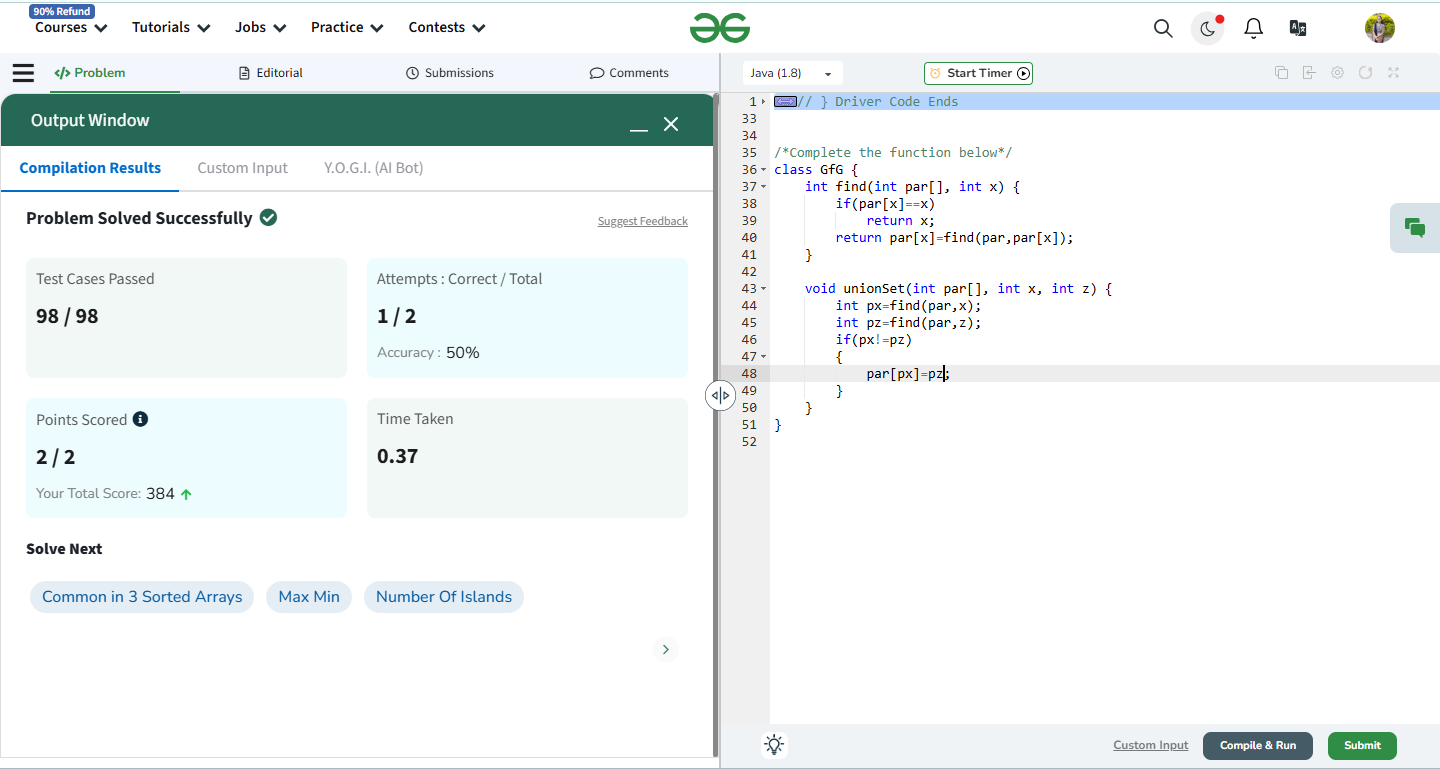 90% Refund
Courses Tutorials Jobs Practice Contests
</> Problem Editorial Submissions Comments
Output Window
Compilation Results Custom Input Y.O.G.I. (AI Bot)
Problem Solved Successfully
Suggest Feedback
Test Cases Passed
98 / 98
Attempts : Correct / Total
1 / 2
Accuracy : 50%
Points Scored
2 / 2
Your Total Score: 384
Time Taken
0.37
Solve Next
Common in 3 Sorted Arrays Max Min Number Of Islands
Java (1.8) Start Timer
1 // } Driver Code Ends
33
34
35 /*Complete the function below*/
36 class GfG {
37     int find(int par[], int x) {
38         if(par[x]==x)
39             return x;
40         return par[x]=find(par,par[x]);
41     }
42
43     void unionSet(int par[], int x, int z) {
44         int px=find(par,x);
45         int pz=find(par,z);
46         if(px!=pz)
47         {
48             par[px]=pz;
49         }
50     }
51 }
52
Custom Input Compile & Run Submit